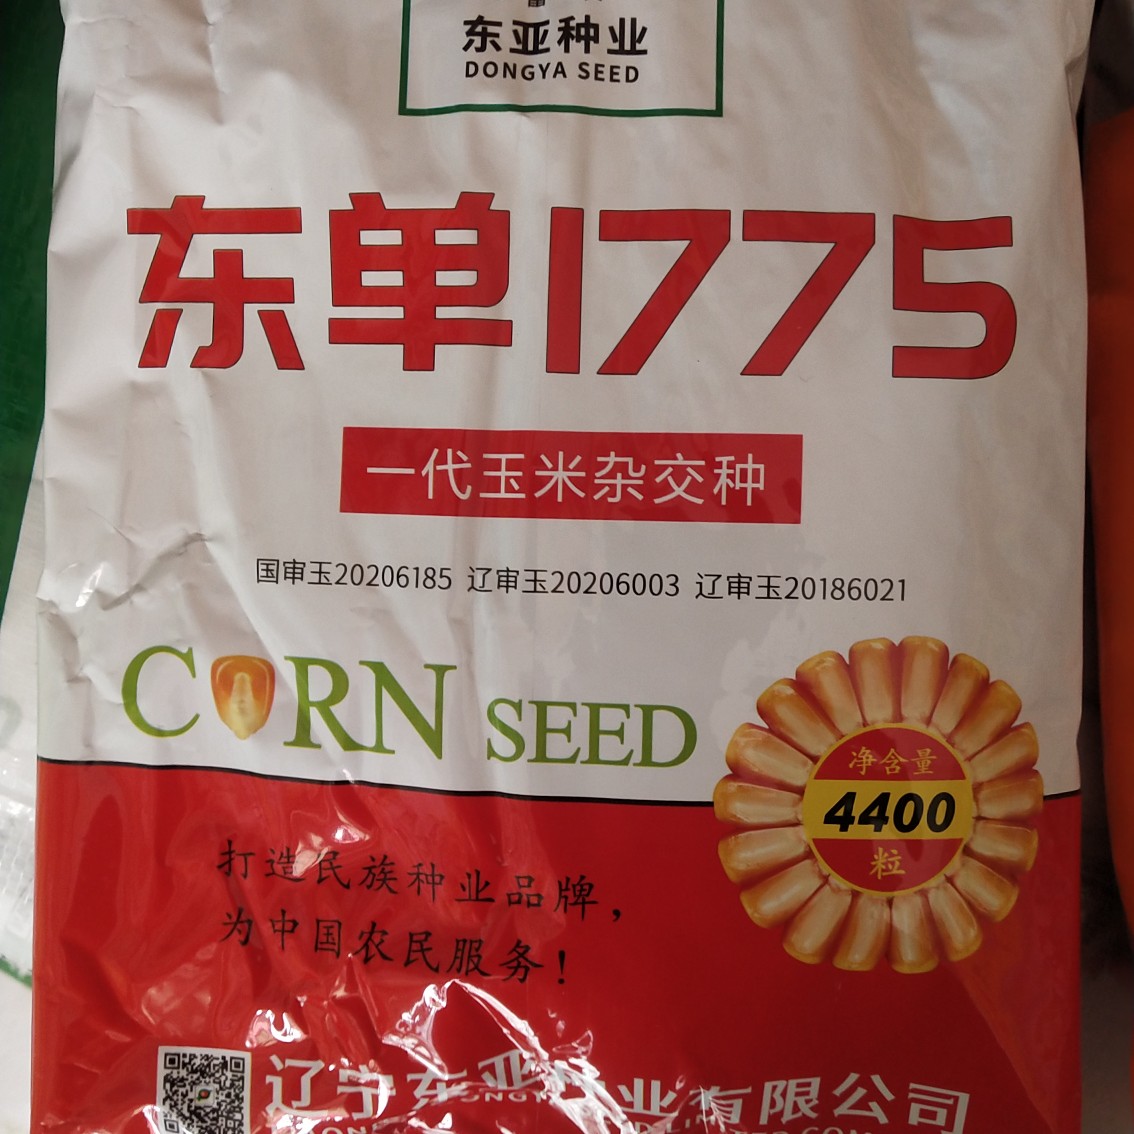 东亚种业
DONGYA SEED
东单1775
一代玉米杂交种
国审玉20206185 辽审玉20206003 辽审玉20186021
CORN SEED
净含量
4400
粒
打造民族种业品牌，
为中国农民服务！
辽宁东亚种业有限公司